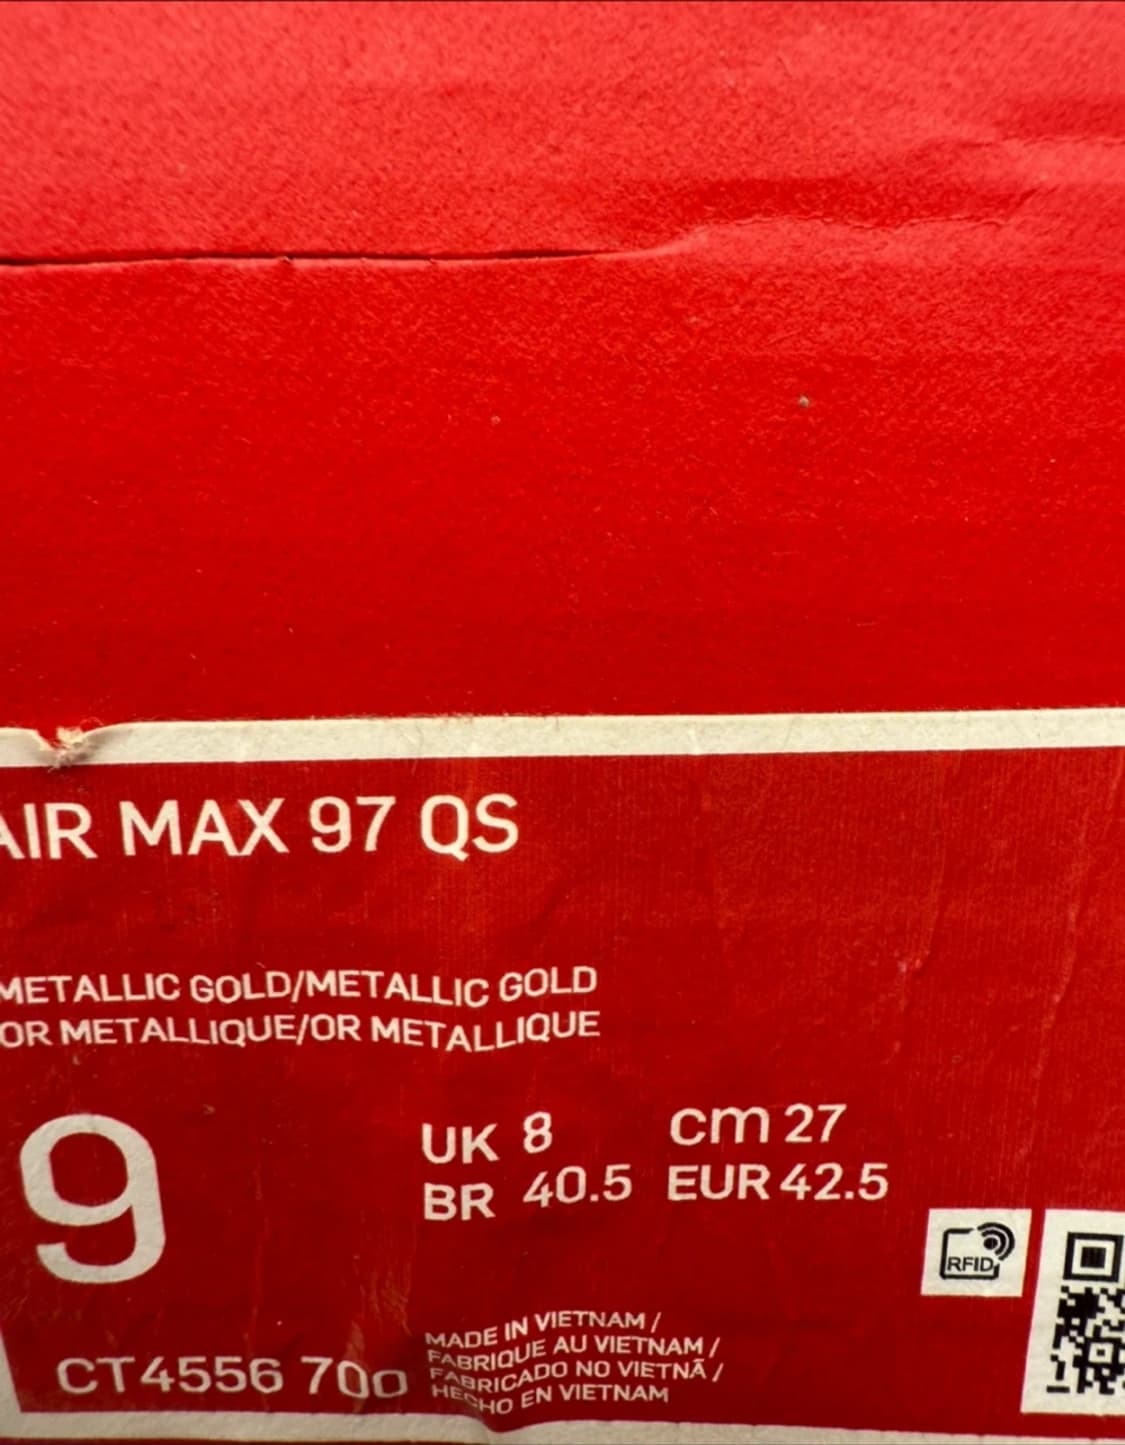 AIR MAX 97 QS
METALLIC GOLD/METALLIC GOLD
OR METALLIQUE/OR METALLIQUE
9
UK 8 cm 27
BR 40.5 EUR 42.5
RFID
CT4556 700
MADE IN VIETNAM /
FABRIQUE AU VIETNAM /
FABRICADO NO VIETNÃ /
HECHO EN VIETNAM